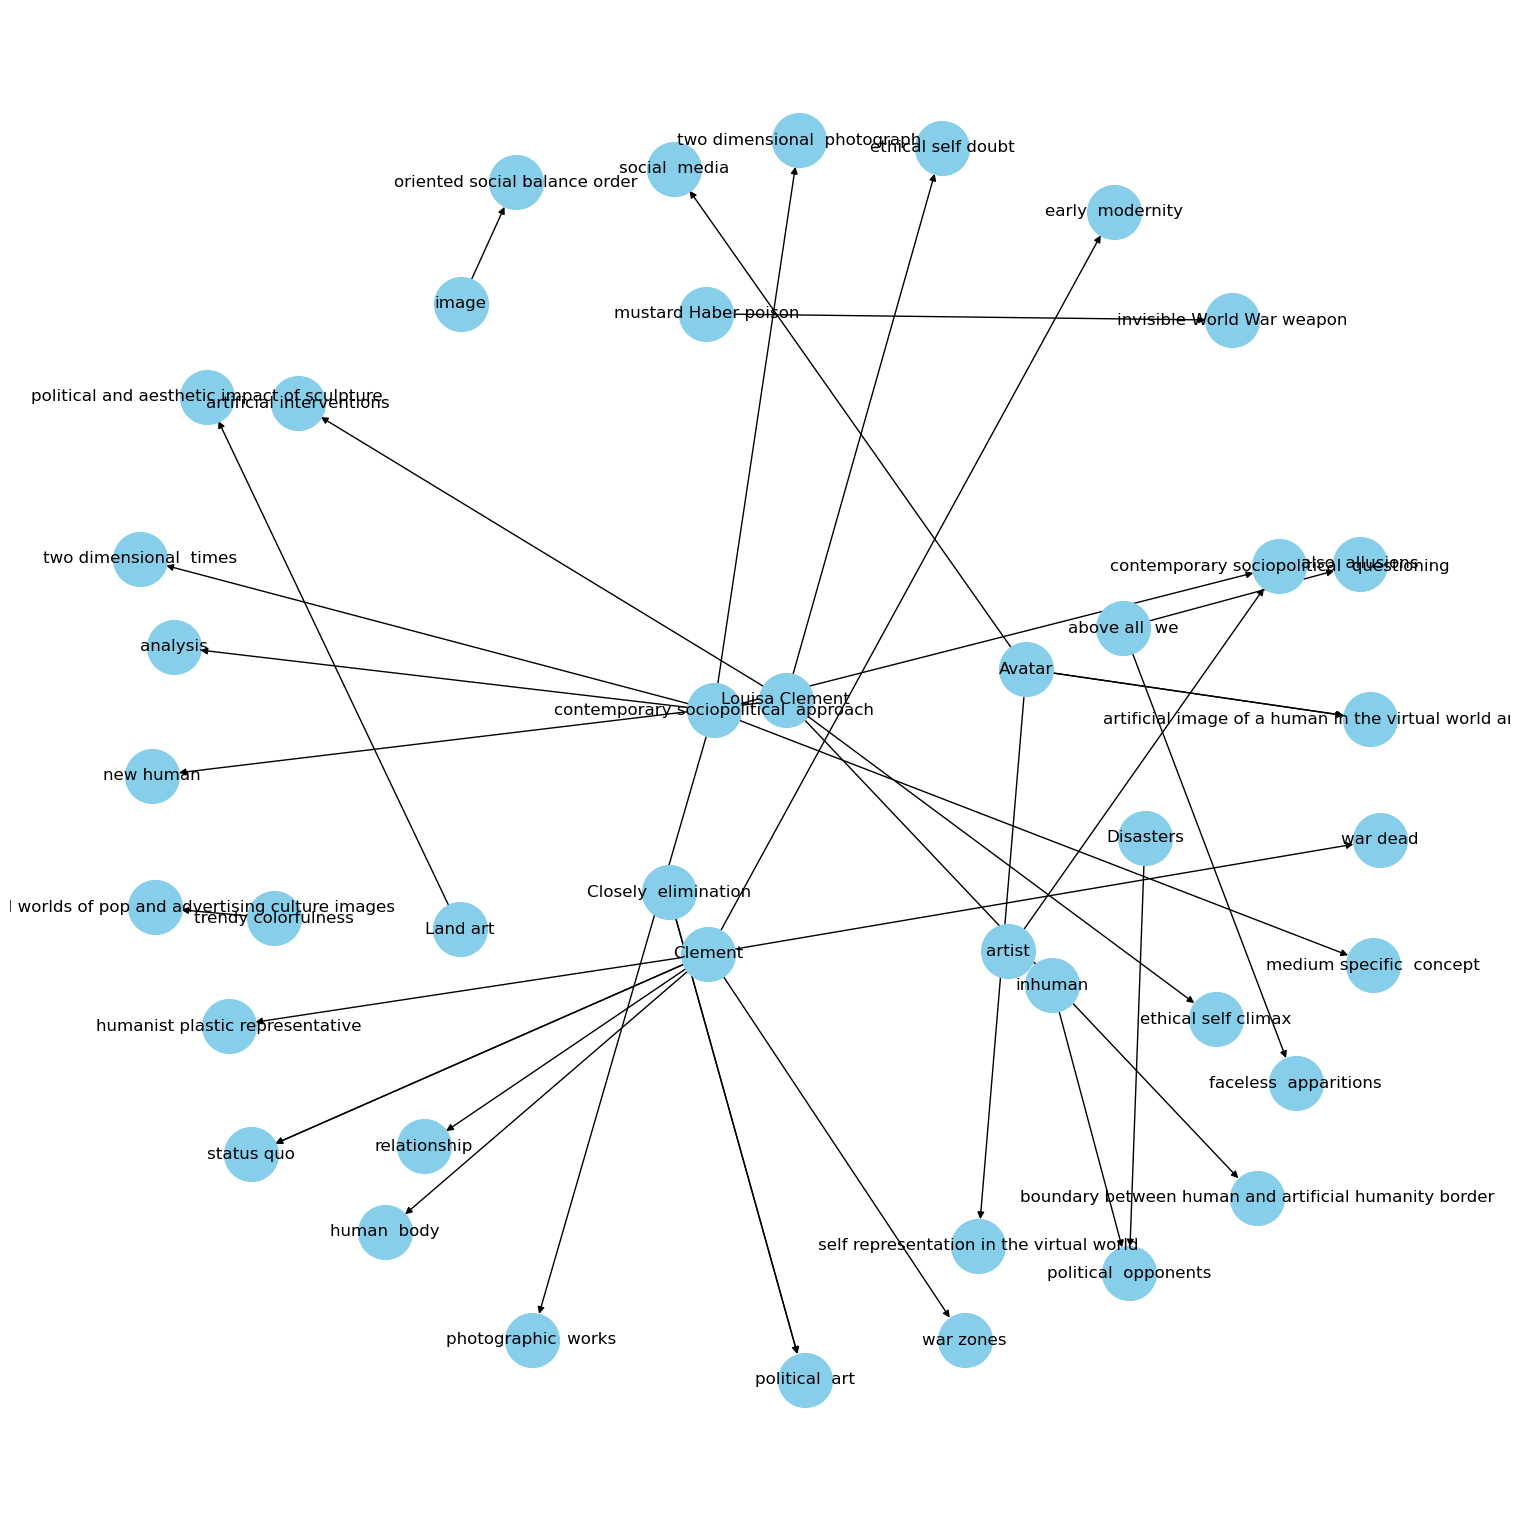 two dimensional  photograph
ethical self doubt
social  media
oriented social balance order
early  modernity
image
mustard Haber poison
invisible World War weapon
political and aesthetic impact of sculpture
artificial interventions
two dimensional  times
contemporary sociopolitical  questioning
also  allusions
above all  we
analysis
Avatar
Louisa Clement
contemporary sociopolitical  approach
artificial image of a human in the virtual world
new human
Disasters
war dead
Closely  elimination
worlds of pop and advertising culture images
trendy colorfulness
Land art
Clement
artist
medium specific  concept
inhuman
ethical self climax
humanist plastic representative
faceless  apparitions
relationship
status quo
boundary between human and artificial humanity border
human  body
self representation in the virtual world
political  opponents
photographic  works
war zones
political  art